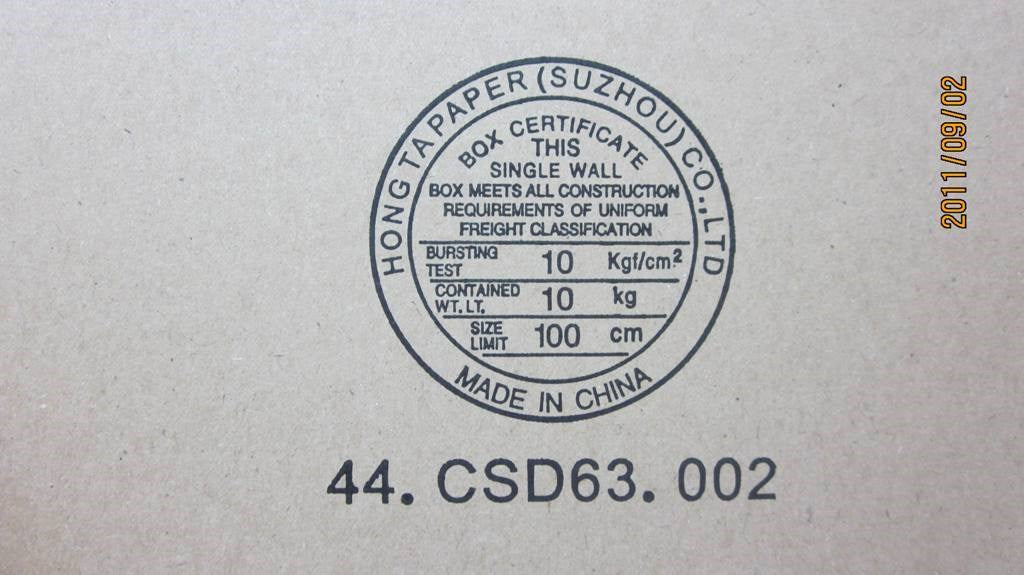 HONG TA PAPER (SUZHOU) CO.,LTD
BOX CERTIFICATE
THIS
SINGLE WALL
BOX MEETS ALL CONSTRUCTION
REQUIREMENTS OF UNIFORM
FREIGHT CLASSIFICATION
BURSTING TEST 10 Kgf/cm²
CONTAINED WT. LT. 10 kg
SIZE LIMIT 100 cm
MADE IN CHINA
44. CSD63. 002
2011/09/02